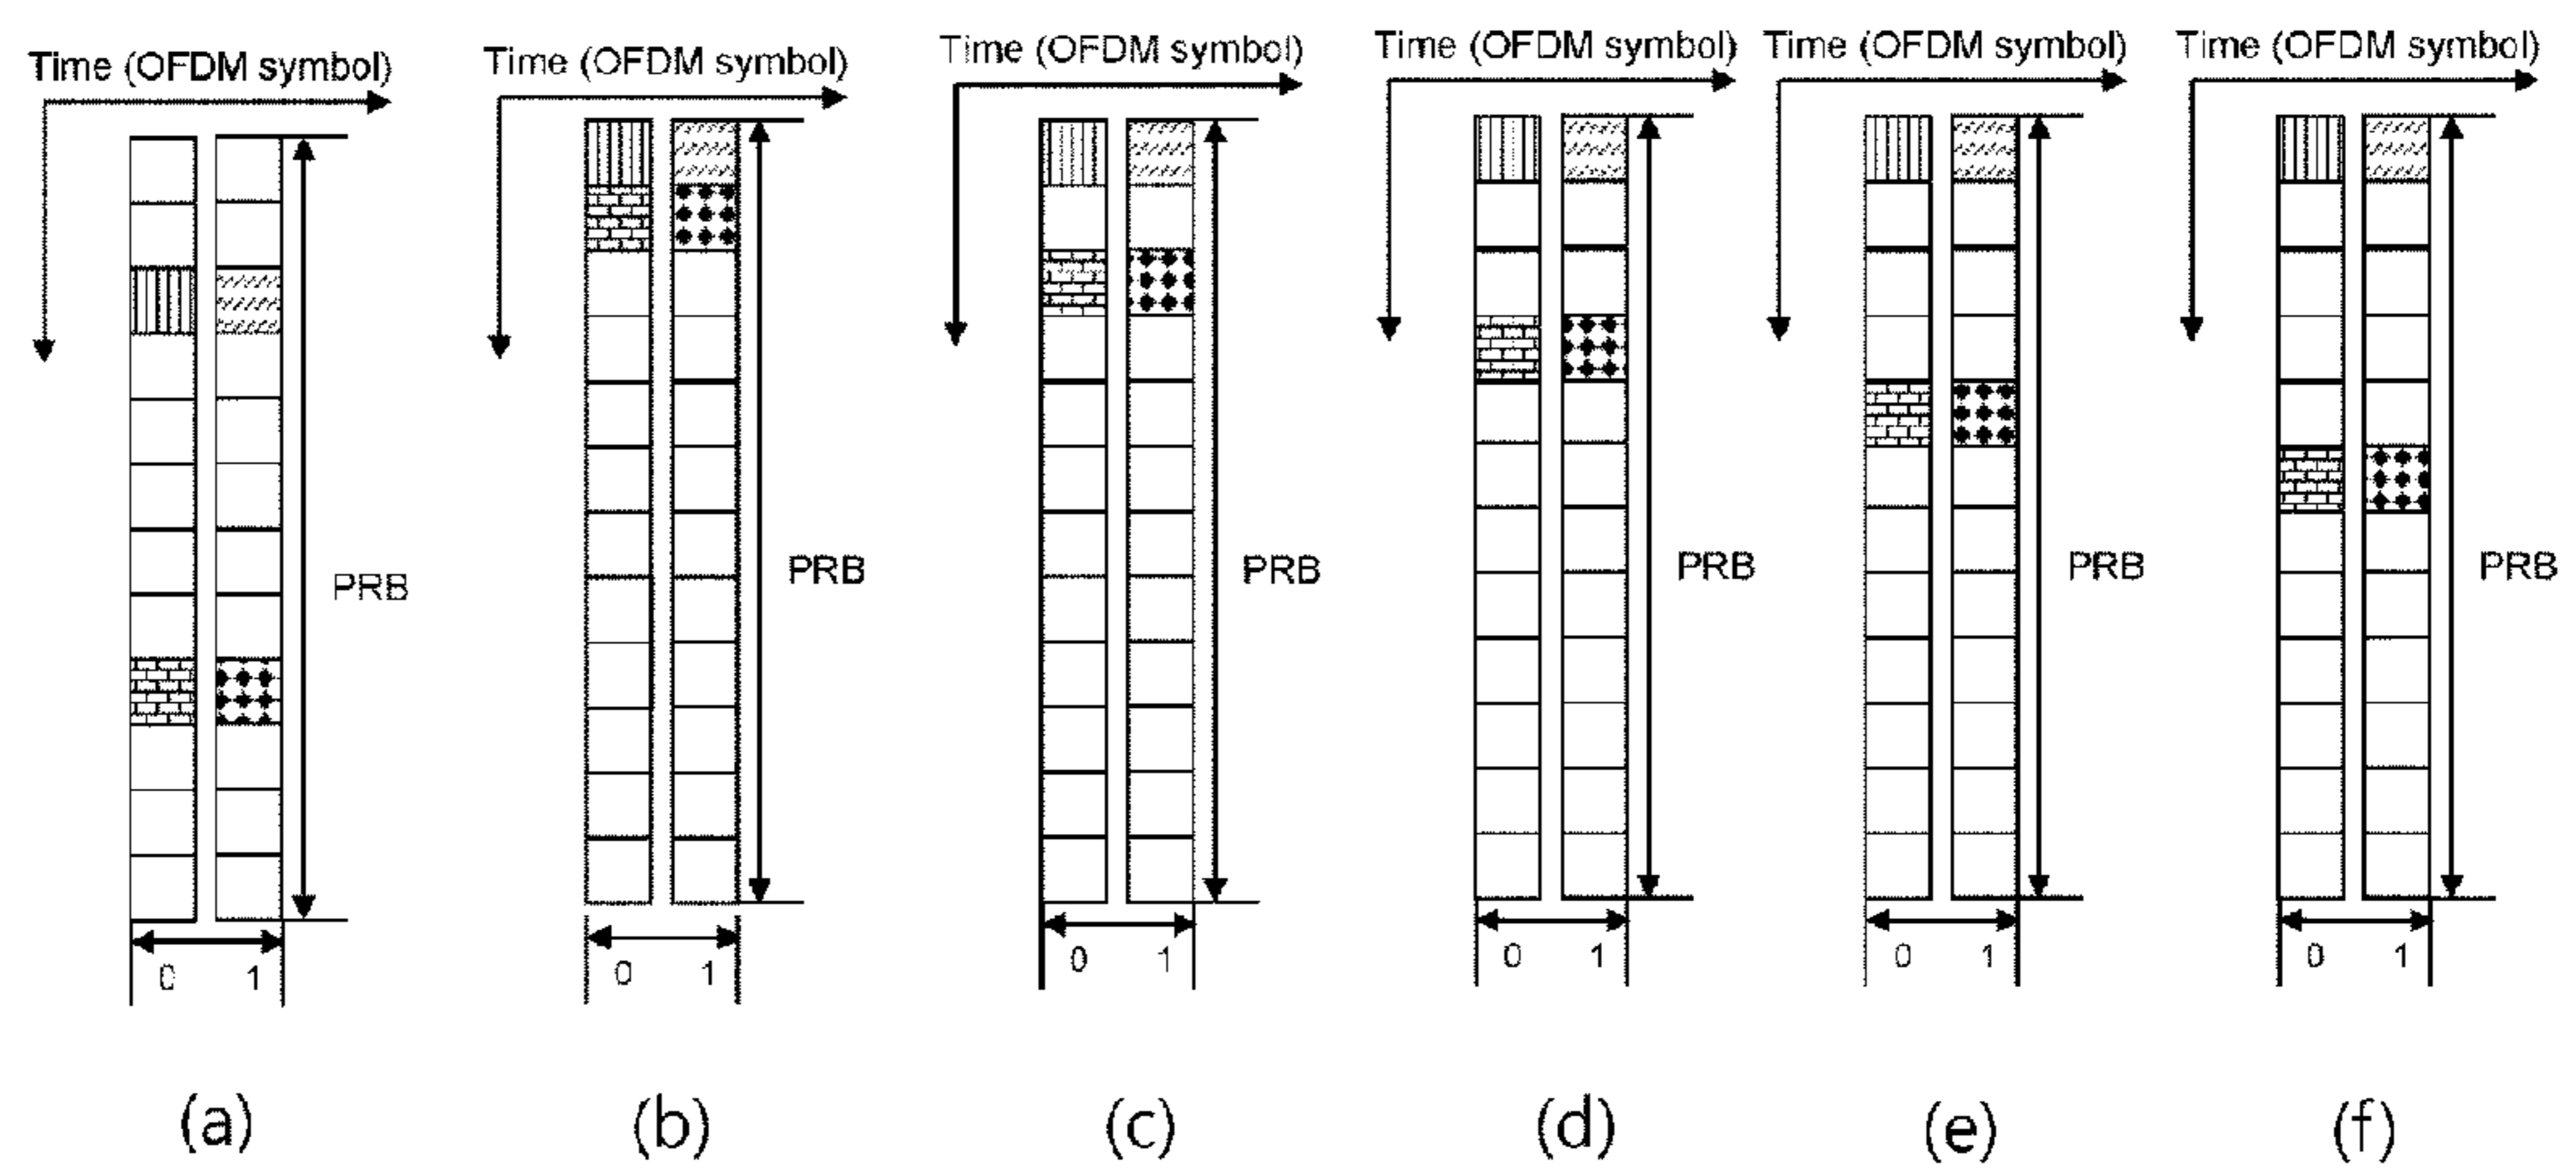 Time (OFDM symbol)
PRB
0 1
(a)
Time (OFDM symbol)
PRB
0 1
(b)
Time (OFDM symbol)
PRB
0 1
(c)
Time (OFDM symbol)
PRB
0 1
(d)
Time (OFDM symbol)
PRB
0 1
(e)
Time (OFDM symbol)
PRB
0 1
(f)